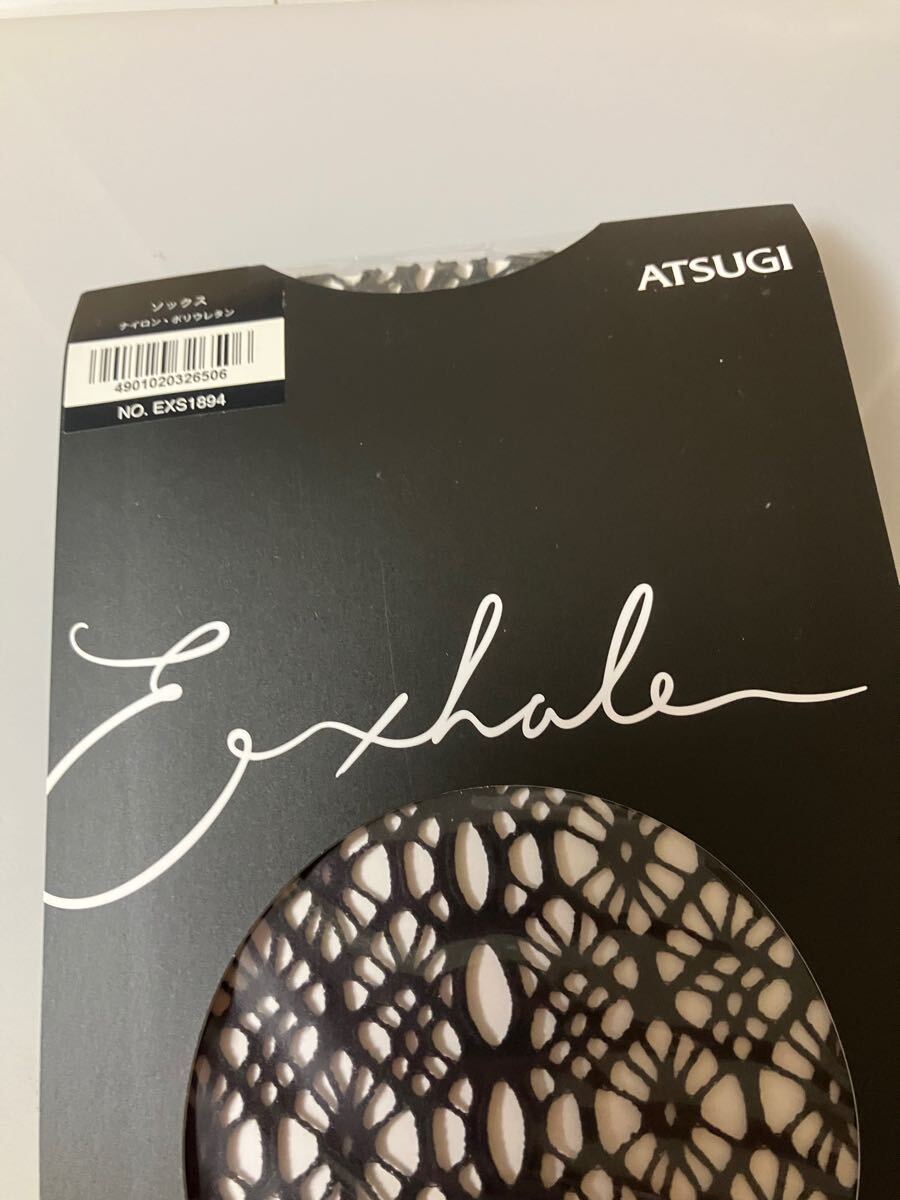 ATSUGI
ソックス
ナイロン・ポリウレタン
4901020326506
NO. EXS1894
Exhale